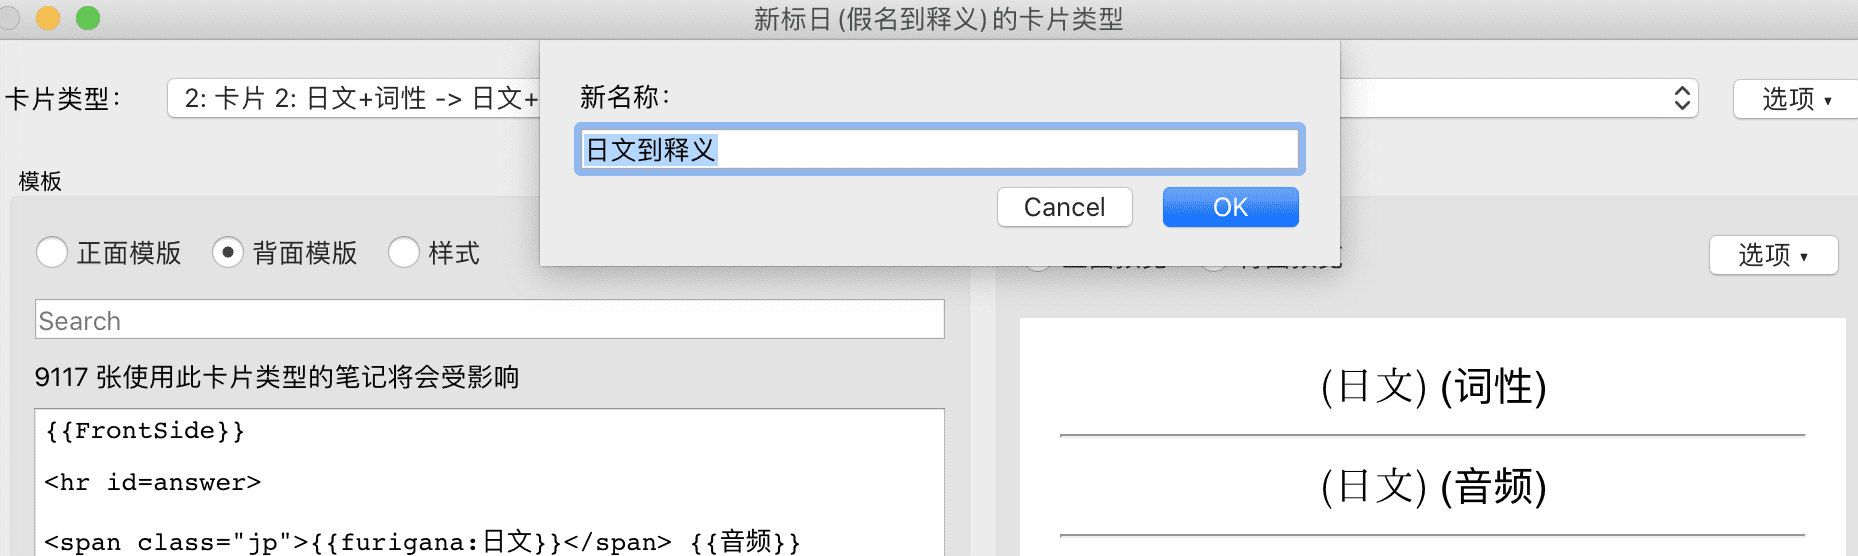 新标日(假名到释义)的卡片类型
卡片类型:
2: 卡片 2: 日文+词性 -> 日文+
选项
新名称:
日文到释义
Cancel
OK
模板
正面模版
背面模版
样式
选项
Search
9117 张使用此卡片类型的笔记将会受影响
{{FrontSide}}
<hr id=answer>
<span class="jp">{{furigana:日文}}</span> {{音频}}
(日文) (词性)
(日文) (音频)